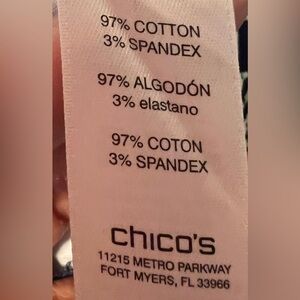 97% COTTON
3% SPANDEX
97% ALGODÓN
3% elastano
97% COTON
3% SPANDEX
chico's
11215 METRO PARKWAY
FORT MYERS, FL 33966